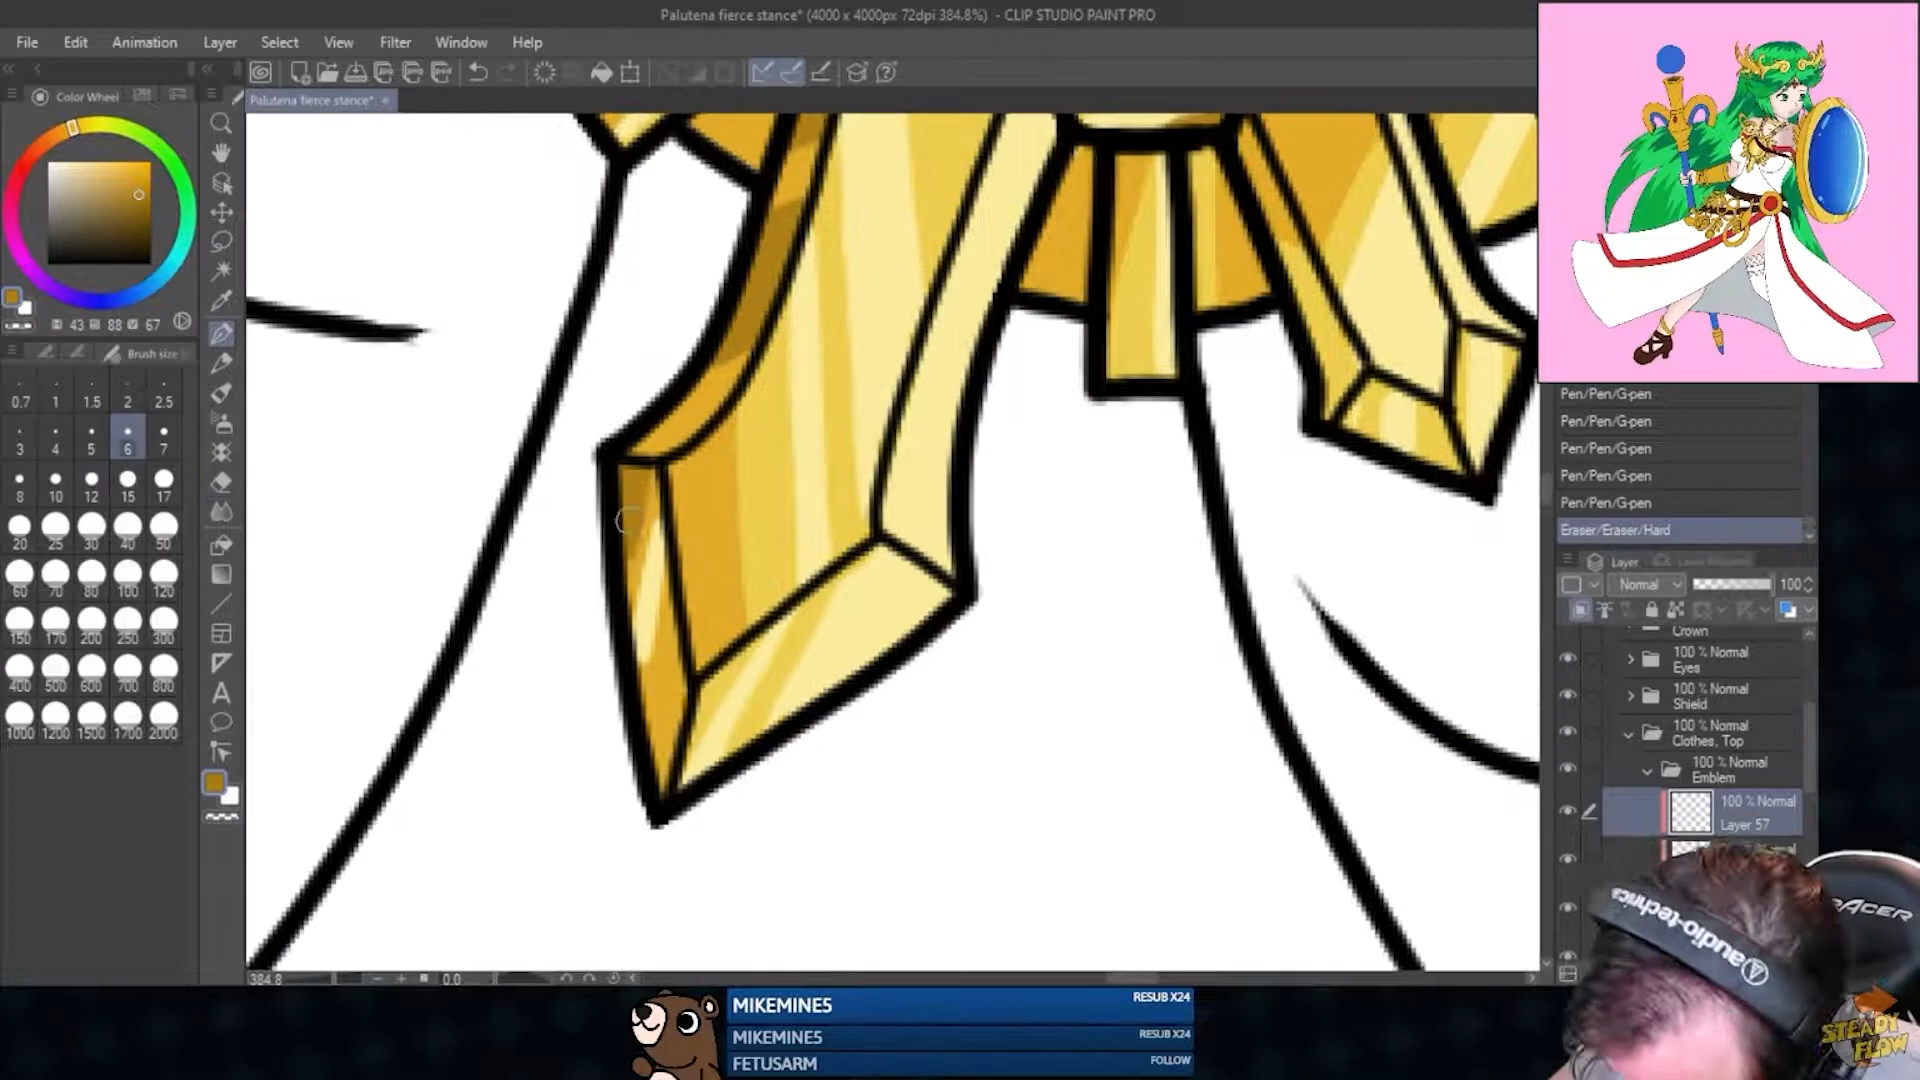 Palutena fierce stance* (4000 x 4000px 72dpi 384.8%) - CLIP STUDIO PAINT PRO
File Edit Animation Layer Select View Filter Window Help
Color Wheel
Palutena fierce stance*
43 88 67
Brush size
0.7 1 1.5 2 2.5
3 4 5 6 7
8 10 12 15 17
20 25 30 40 50
60 70 80 100 120
150 170 200 250 300
400 500 600 700 800
1000 1200 1500 1700 2000
Pen/Pen/G-pen
Pen/Pen/G-pen
Pen/Pen/G-pen
Pen/Pen/G-pen
Pen/Pen/G-pen
Eraser/Eraser/Hard
Layer
Normal 100
Crown
100 % Normal
Eyes
100 % Normal
Shield
100 % Normal
Clothes, Top
100 % Normal
Emblem
100 % Normal
Layer 57
384.8 0.0
MIKEMINE5 RESUB X24
MIKEMINE5 RESUB X24
FETUSARM FOLLOW
audio-technica
STEADY
FLOW